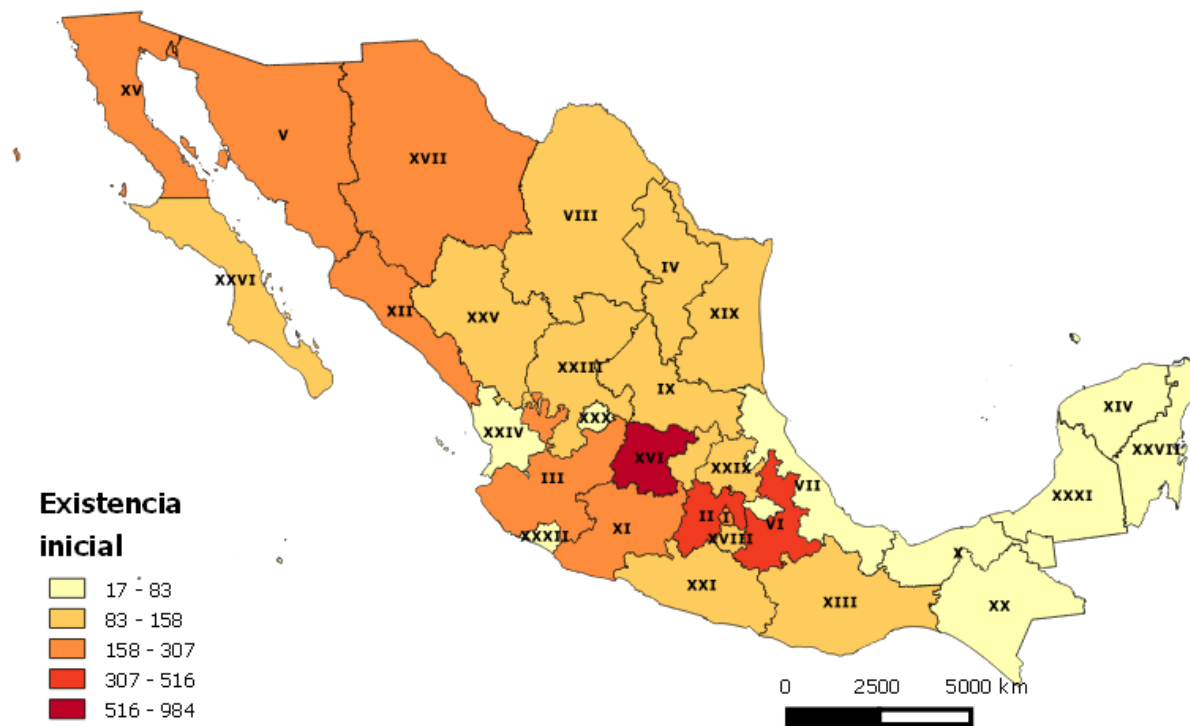 XV
V
XVII
VIII
IV
XXVI
XII
XXV
XIX
XXIII
IX
XXIV
XXX
XIV
XXVII
XVI
XXIX
III
VII
XXXI
II
I
VI
XI
XXXII
XVIII
X
XXI
XIII
XX
Existencia
inicial
17 - 83
83 - 158
158 - 307
307 - 516
516 - 984
0 2500 5000 km